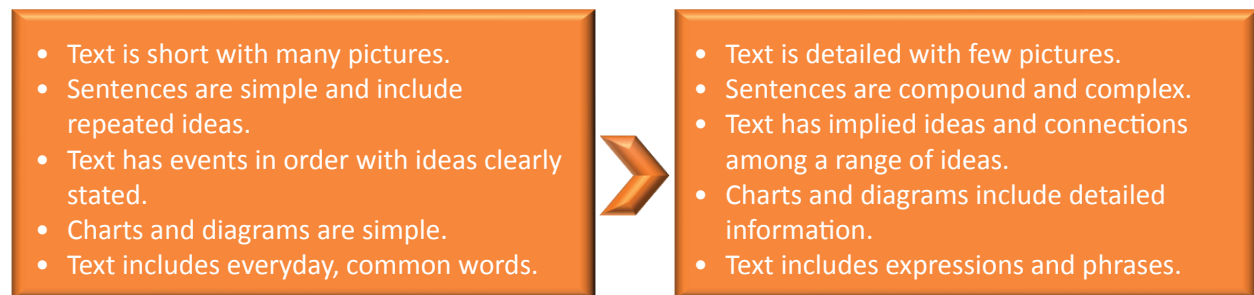 • Text is short with many pictures.
• Sentences are simple and include
repeated ideas.
• Text has events in order with ideas clearly
stated.
• Charts and diagrams are simple.
• Text includes everyday, common words.
• Text is detailed with few pictures.
• Sentences are compound and complex.
• Text has implied ideas and connections
among a range of ideas.
• Charts and diagrams include detailed
information.
• Text includes expressions and phrases.